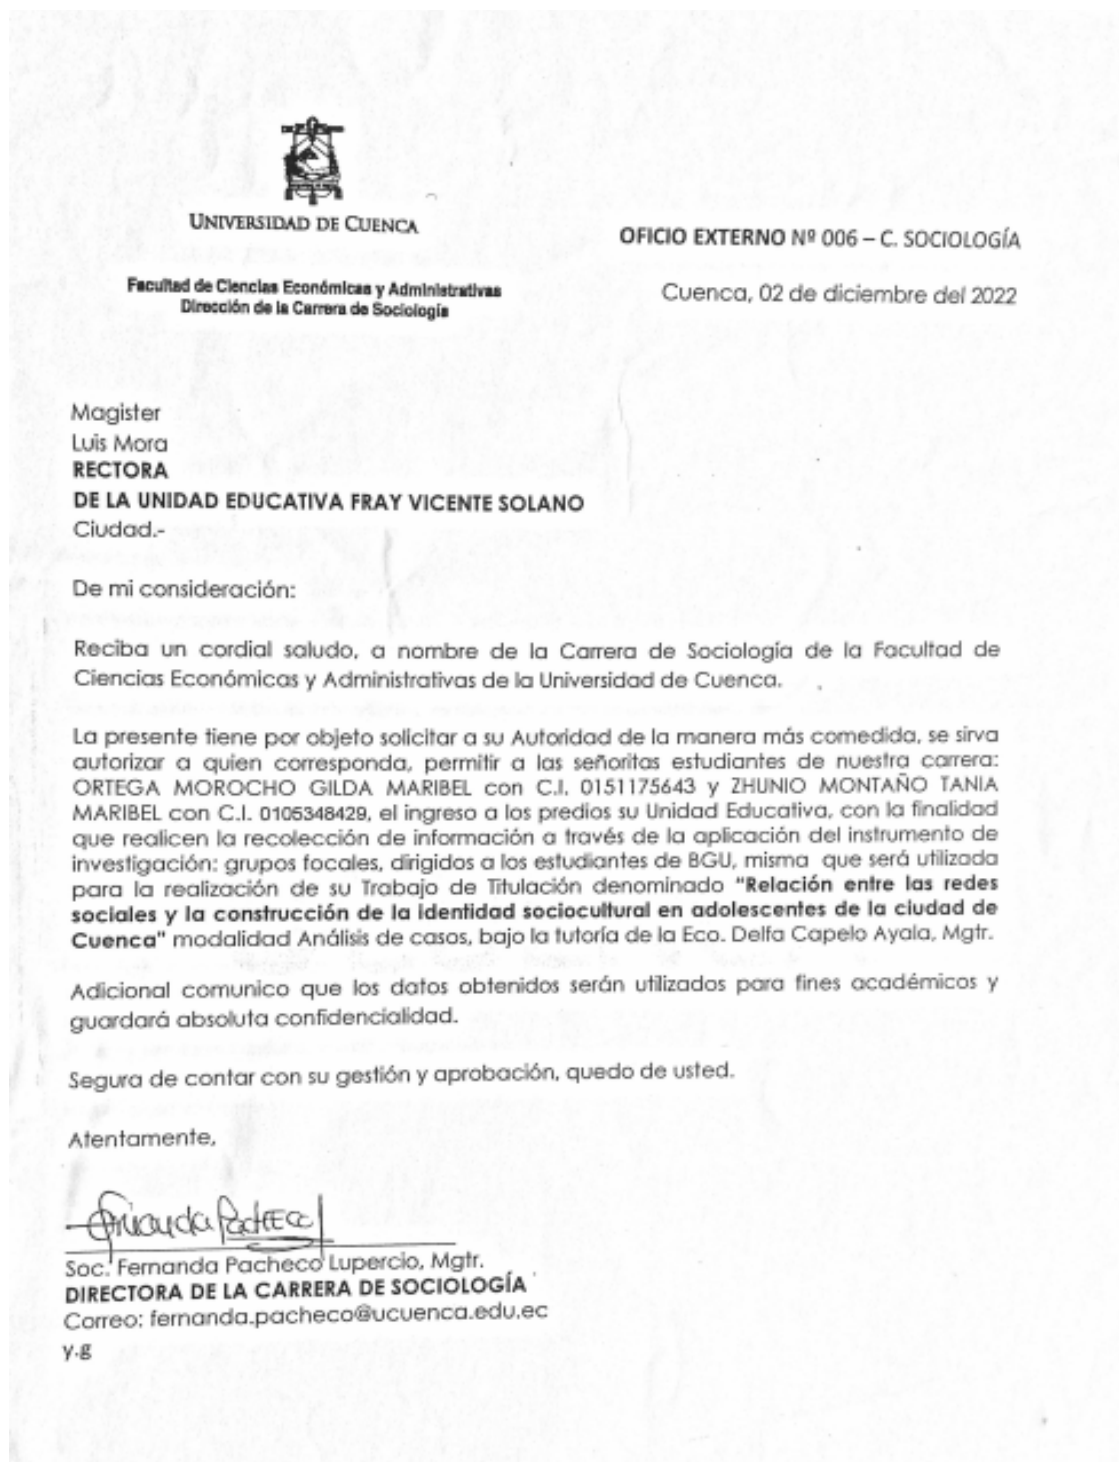 UNIVERSIDAD DE CUENCA
OFICIO EXTERNO Nº 006 – C. SOCIOLOGÍA
Facultad de Ciencias Económicas y Administrativas
Dirección de la Carrera de Sociología
Cuenca, 02 de diciembre del 2022
Magister
Luis Mora
RECTORA
DE LA UNIDAD EDUCATIVA FRAY VICENTE SOLANO
Ciudad.-
De mi consideración:
Reciba un cordial saludo, a nombre de la Carrera de Sociología de la Facultad de
Ciencias Económicas y Administrativas de la Universidad de Cuenca.
La presente tiene por objeto solicitar a su Autoridad de la manera más comedida, se sirva
autorizar a quien corresponda, permitir a las señoritas estudiantes de nuestra carrera:
ORTEGA MOROCHO GILDA MARIBEL con C.I. 0151175643 y ZHUNIO MONTAÑO TANIA
MARIBEL con C.I. 0105348429, el ingreso a los predios su Unidad Educativa, con la finalidad
que realicen la recolección de información a través de la aplicación del instrumento de
investigación: grupos focales, dirigidos a los estudiantes de BGU, misma que será utilizada
para la realización de su Trabajo de Titulación denominado "Relación entre las redes
sociales y la construcción de la identidad sociocultural en adolescentes de la ciudad de
Cuenca" modalidad Análisis de casos, bajo la tutoría de la Eco. Delfa Capelo Ayala, Mgtr.
Adicional comunico que los datos obtenidos serán utilizados para fines académicos y
guardará absoluta confidencialidad.
Segura de contar con su gestión y aprobación, quedo de usted.
Atentamente,
Fernanda Pacheco
Soc. Fernanda Pacheco Lupercio, Mgtr.
DIRECTORA DE LA CARRERA DE SOCIOLOGÍA
Correo: fernanda.pacheco@ucuenca.edu.ec
y.g